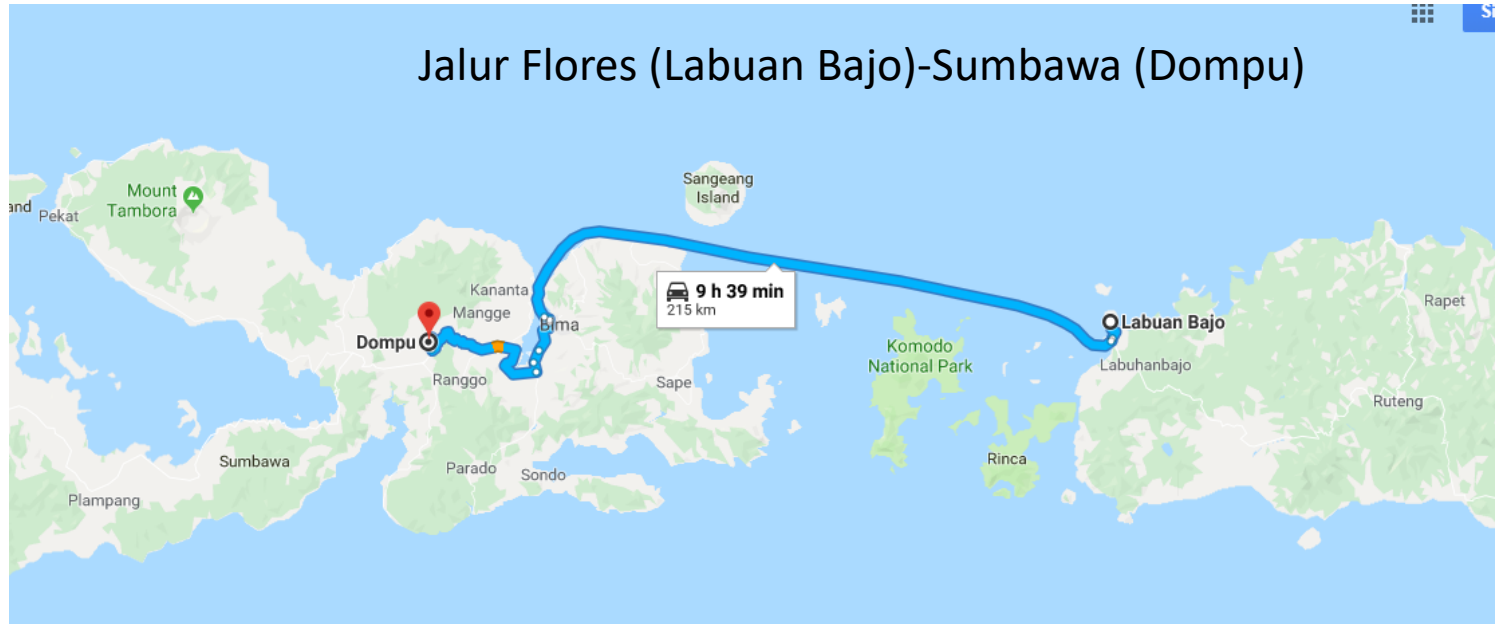 Jalur Flores (Labuan Bajo)-Sumbawa (Dompu)
Mount
Tambora
Pekat
Sangeang
Island
Kananta
Mangge
Bima
9 h 39 min
215 km
Dompu
Ranggo
Sape
Labuan Bajo
Labuhanbajo
Komodo
National Park
Rapet
Ruteng
Rinca
Sumbawa
Parado
Sondo
Plampang